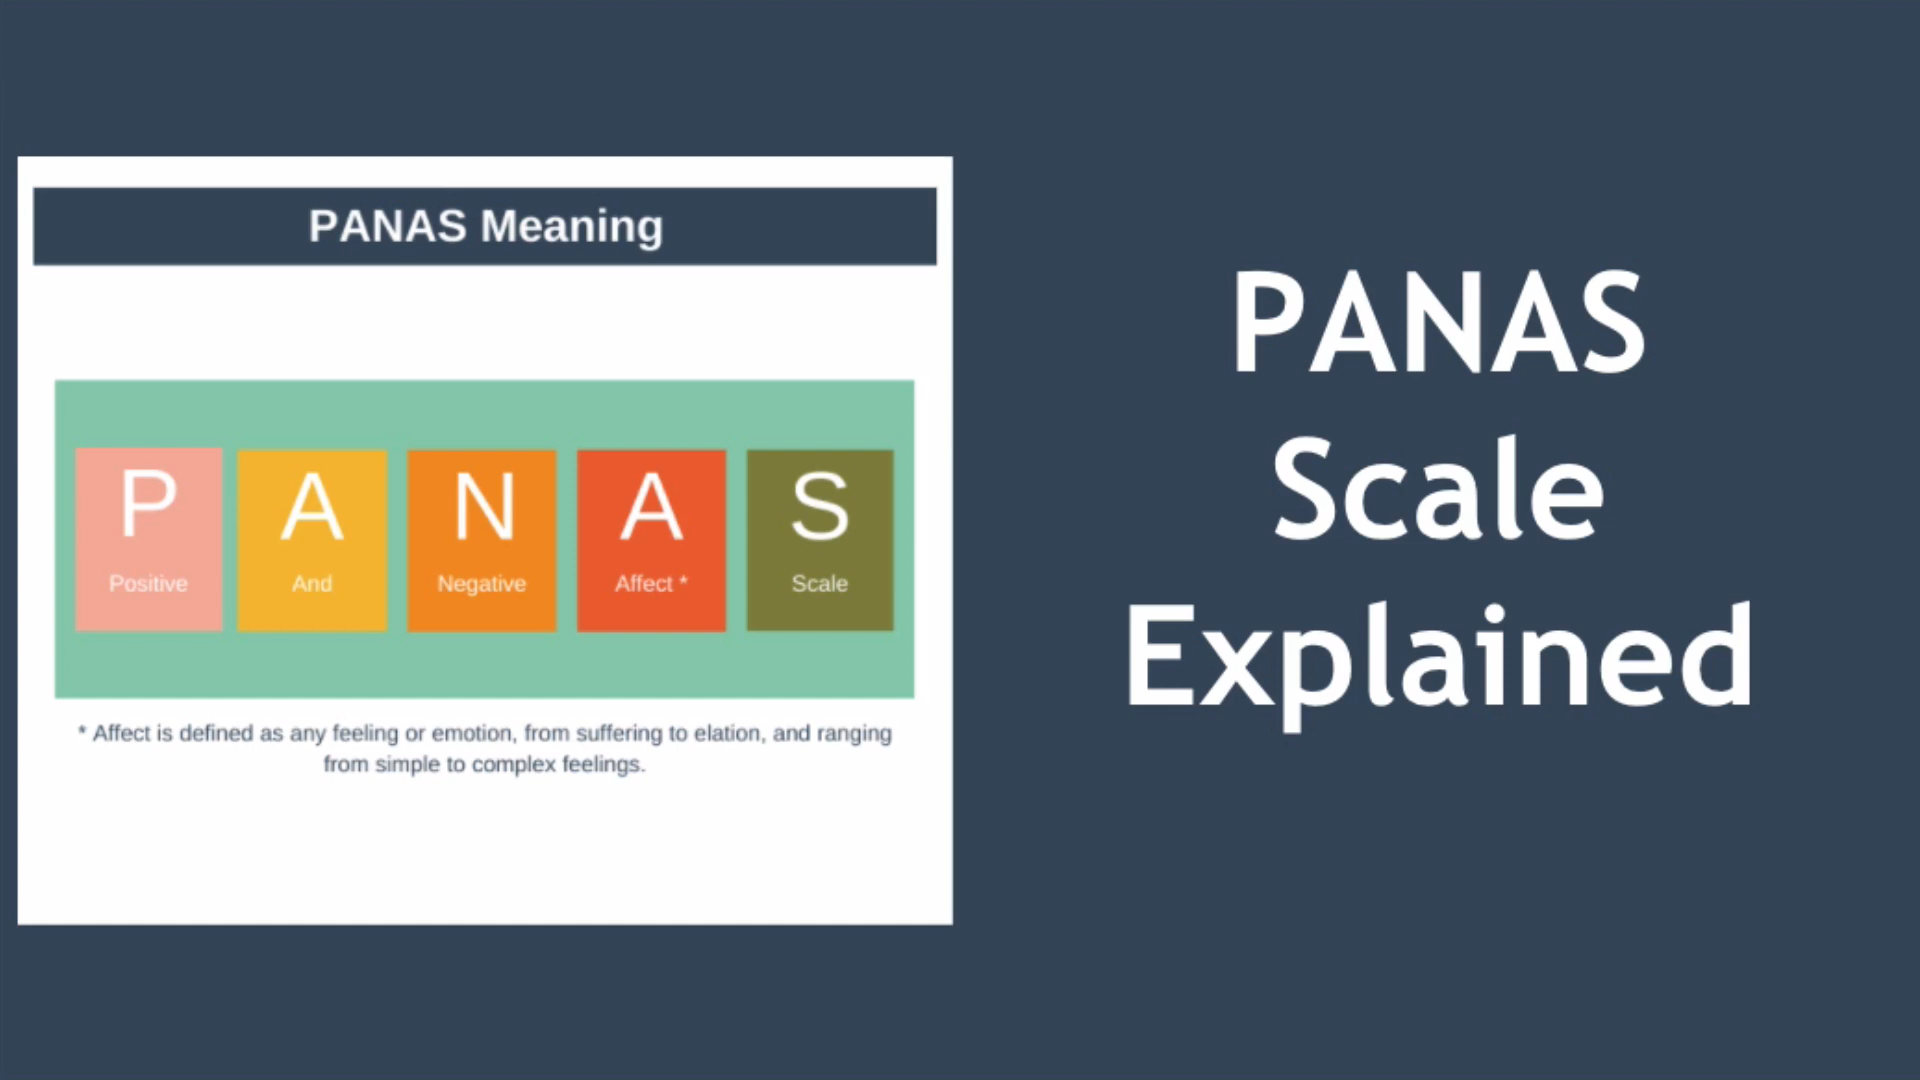 PANAS Meaning
P
Positive
A
And
N
Negative
A
Affect *
S
Scale
* Affect is defined as any feeling or emotion, from suffering to elation, and ranging
from simple to complex feelings.
PANAS
Scale
Explained